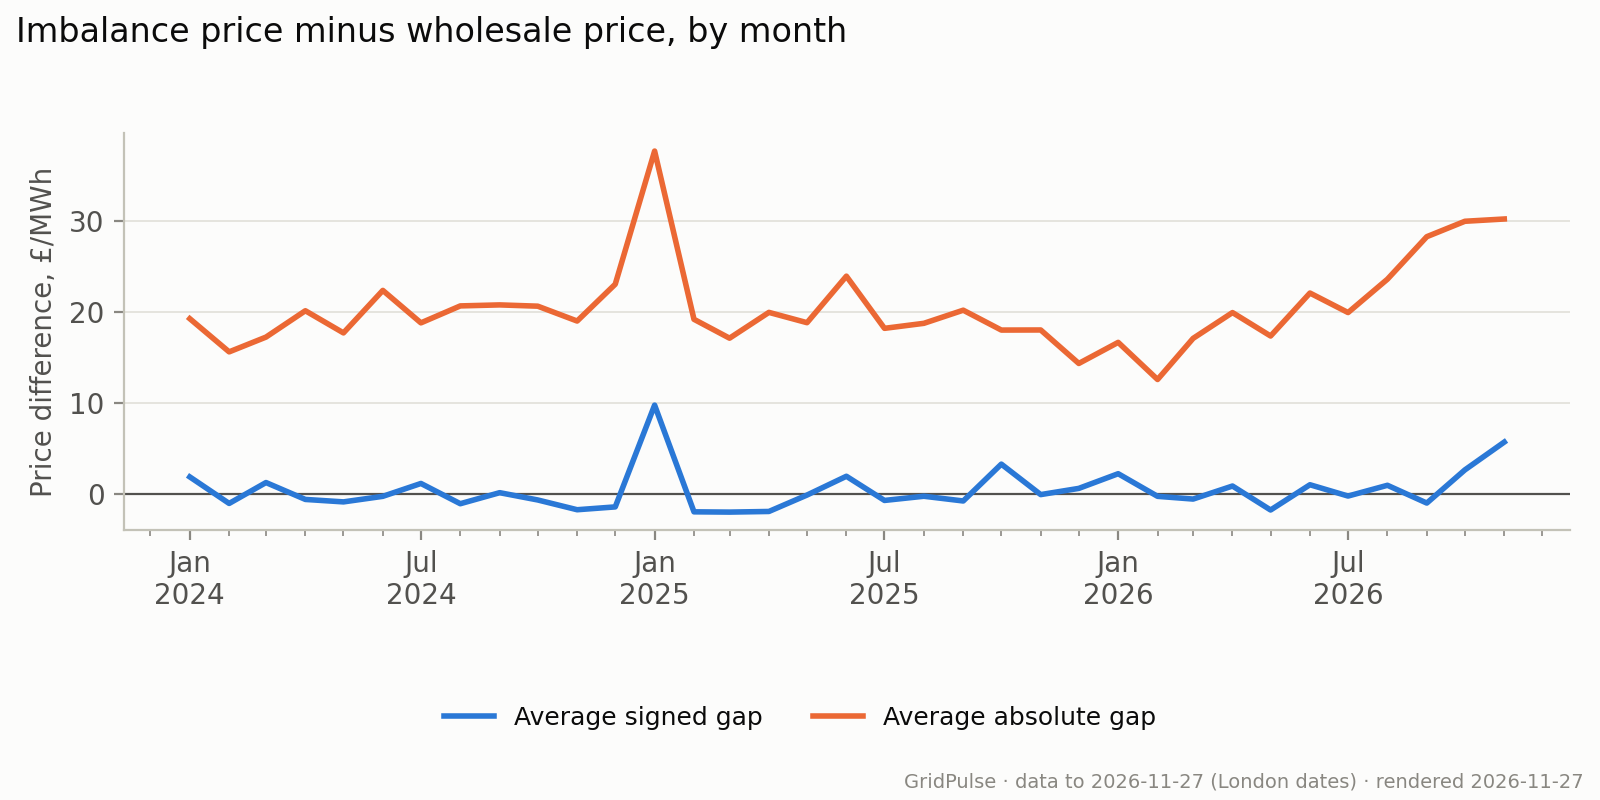 Imbalance price minus wholesale price, by month
Price difference, £/MWh
30
20
10
0
Jan
2024
Jul
2024
Jan
2025
Jul
2025
Jan
2026
Jul
2026
Average signed gap
Average absolute gap
GridPulse · data to 2026-11-27 (London dates) · rendered 2026-11-27